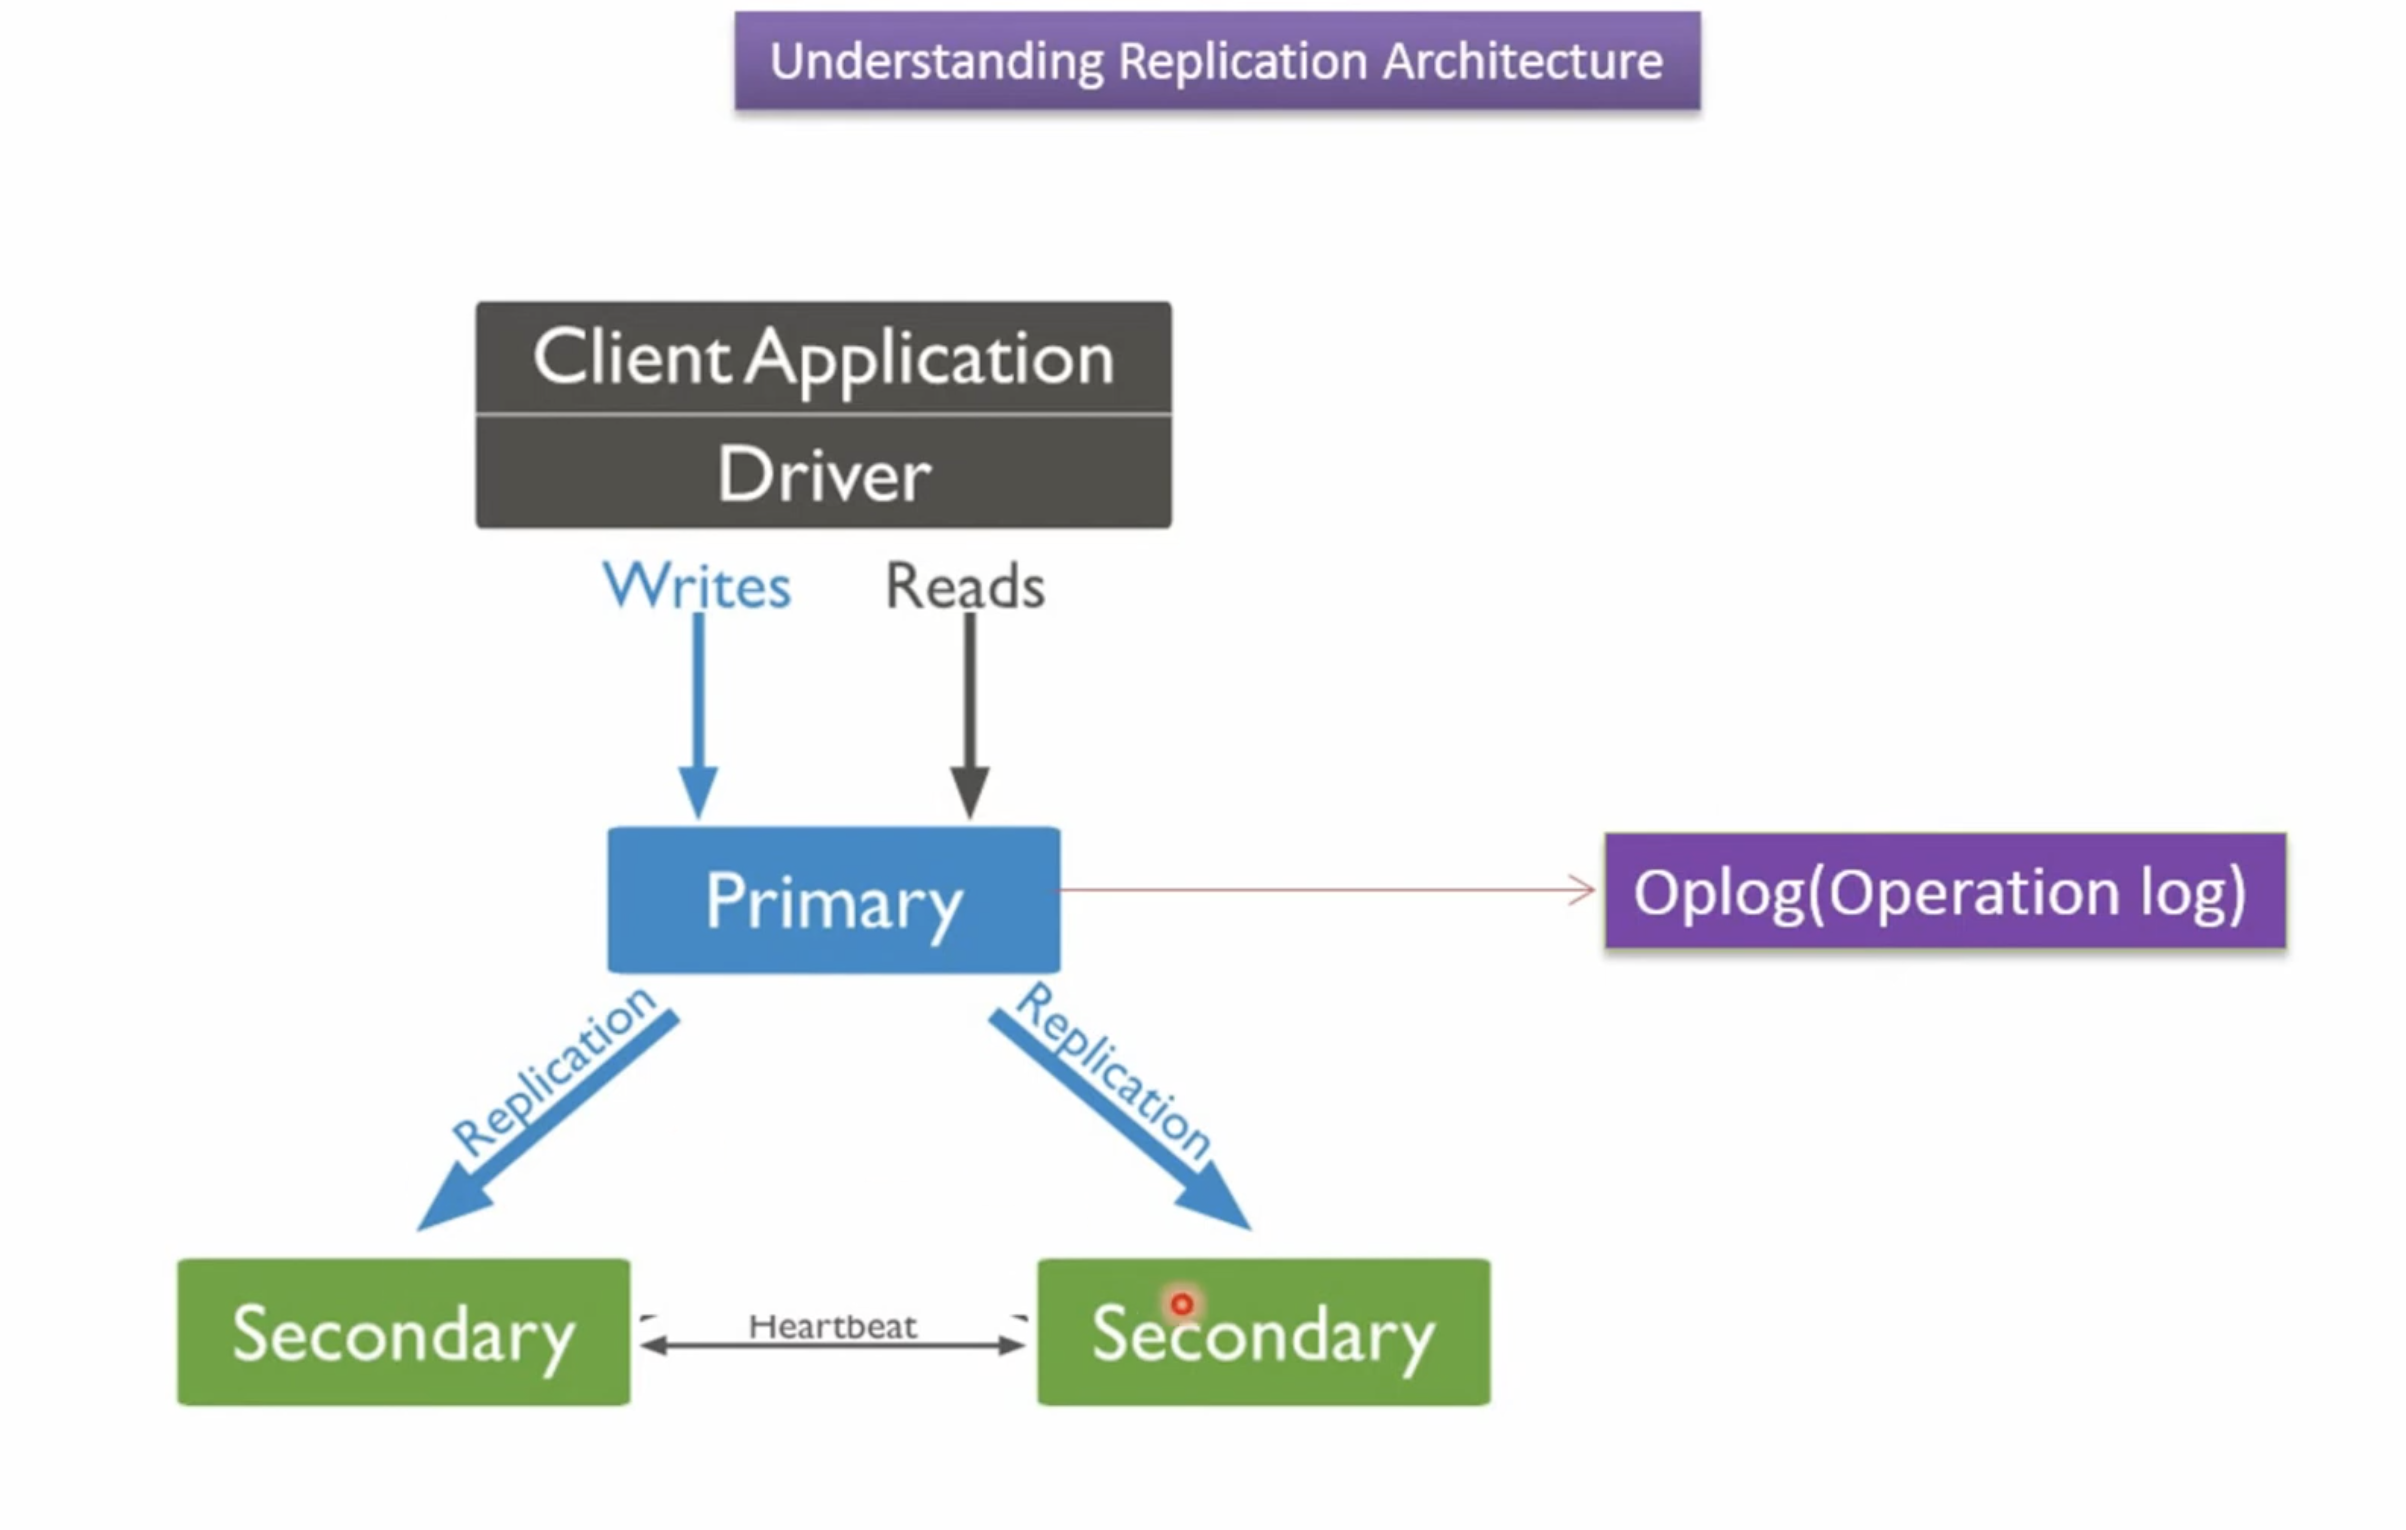 Understanding Replication Architecture
Client Application
Driver
Writes
Reads
Primary
Oplog(Operation log)
Replication
Replication
Secondary
Heartbeat
Secondary